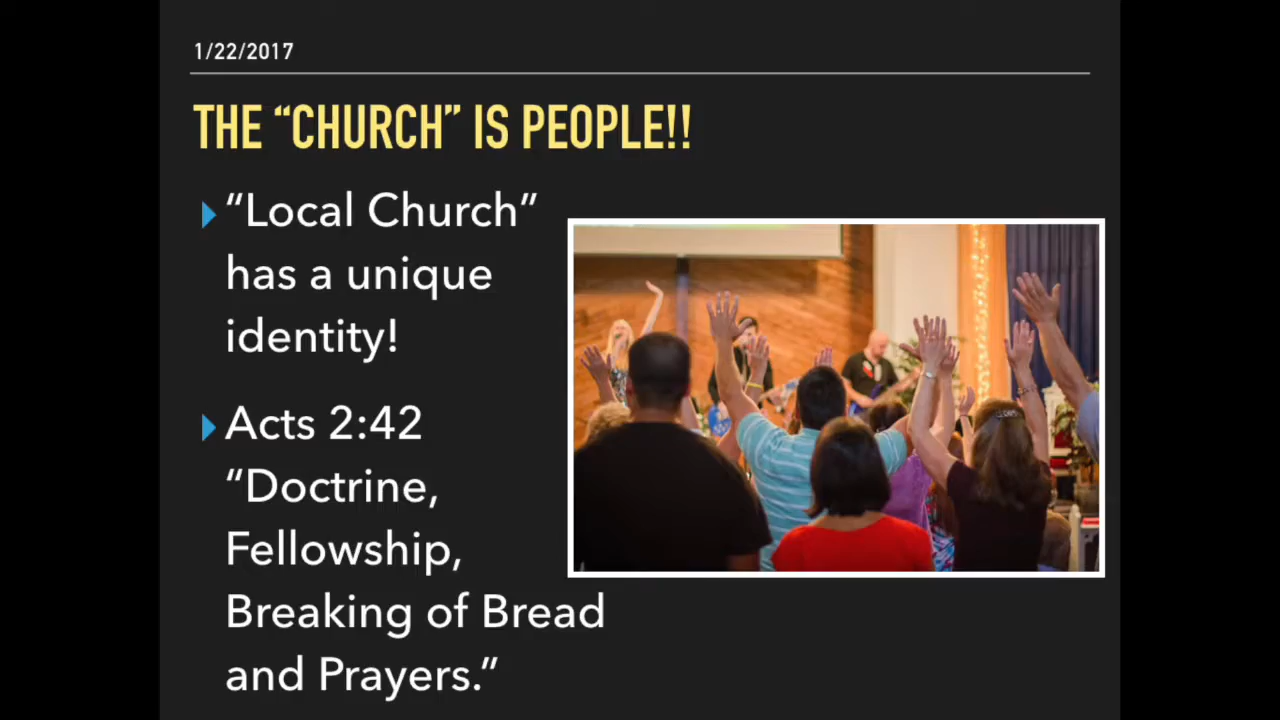 1/22/2017
THE “CHURCH” IS PEOPLE!!
“Local Church”
has a unique
identity!
Acts 2:42
“Doctrine,
Fellowship,
Breaking of Bread
and Prayers.”